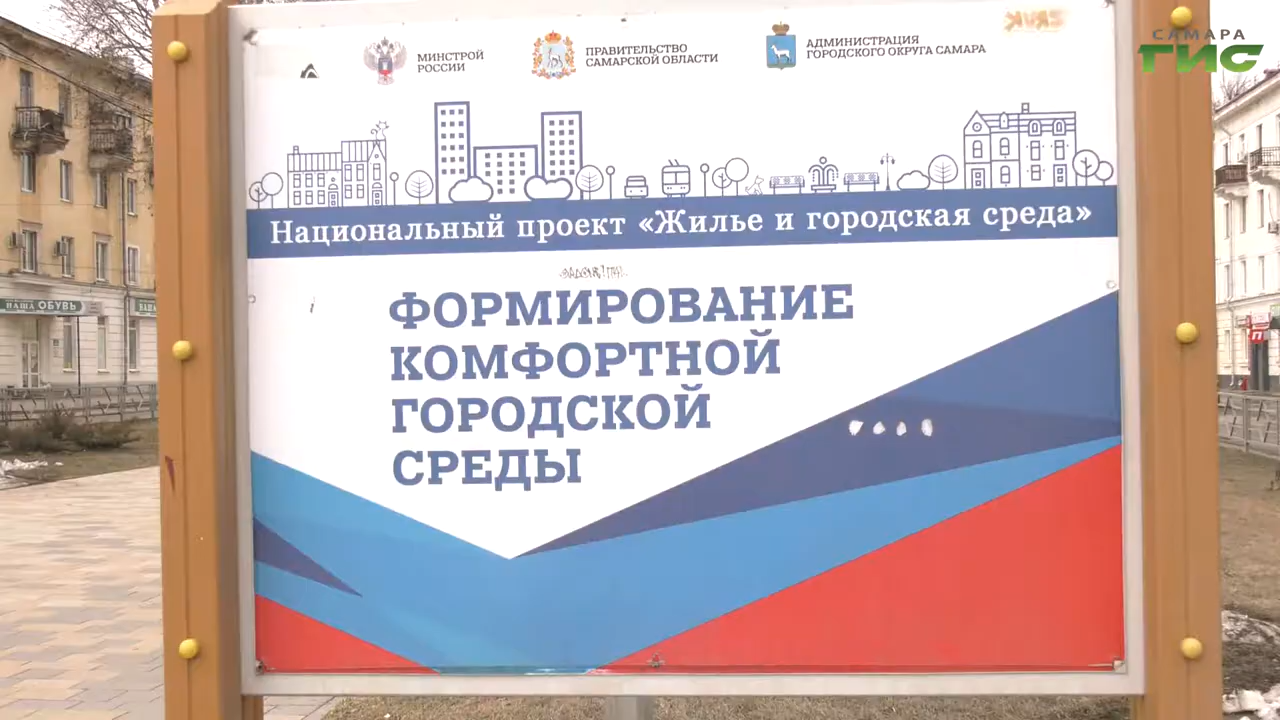 МИНСТРОЙ
РОССИИ
ПРАВИТЕЛЬСТВО
САМАРСКОЙ ОБЛАСТИ
АДМИНИСТРАЦИЯ
ГОРОДСКОГО ОКРУГА САМАРА
САМАРА
ГИС
Национальный проект «Жилье и городская среда»
ФОРМИРОВАНИЕ
КОМФОРТНОЙ
ГОРОДСКОЙ
СРЕДЫ
НАША ОБУВЬ